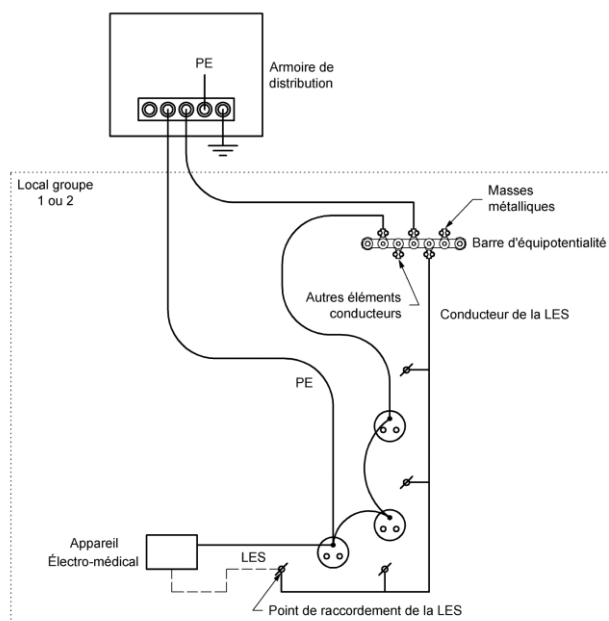 PE
Armoire de
distribution
Local groupe
1 ou 2
Masses
métalliques
Barre d'équipotentialité
Autres éléments
conducteurs
Conducteur de la LES
PE
Appareil
Électro-médical
LES
Point de raccordement de la LES